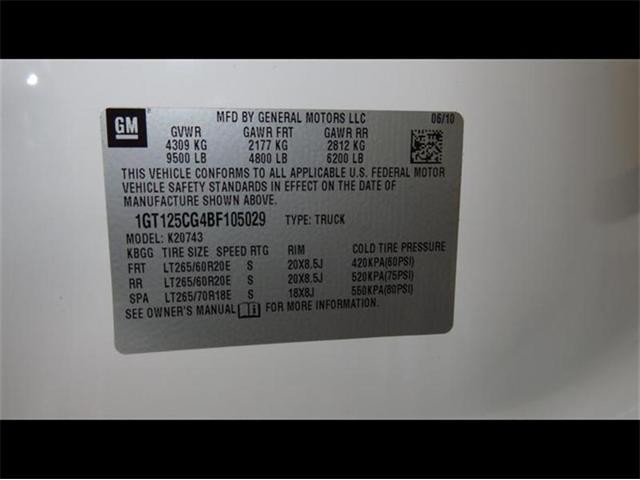 GM
MFD BY GENERAL MOTORS LLC 06/10
GVWR GAWR FRT GAWR RR
4309 KG 2177 KG 2812 KG
9500 LB 4800 LB 6200 LB
THIS VEHICLE CONFORMS TO ALL APPLICABLE U.S. FEDERAL MOTOR
VEHICLE SAFETY STANDARDS IN EFFECT ON THE DATE OF
MANUFACTURE SHOWN ABOVE.
1GT125CG4BF105029 TYPE: TRUCK
MODEL: K20743
KBGG TIRE SIZE SPEED RTG RIM COLD TIRE PRESSURE
FRT LT265/60R20E S 20X8.5J 420KPA(60PSI)
RR LT265/60R20E S 20X8.5J 520KPA(75PSI)
SPA LT265/70R18E S 18X8J 550KPA(80PSI)
SEE OWNER'S MANUAL FOR MORE INFORMATION.